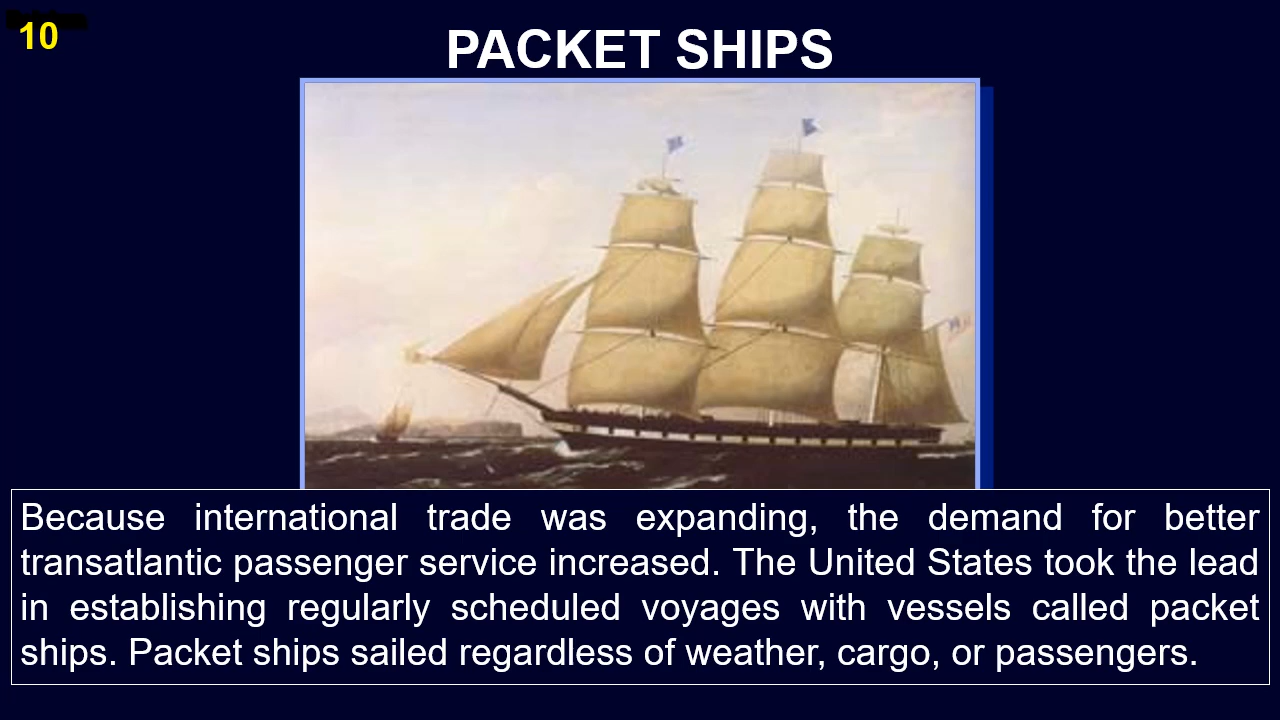 10
PACKET SHIPS
Because international trade was expanding, the demand for better
transatlantic passenger service increased. The United States took the lead
in establishing regularly scheduled voyages with vessels called packet
ships. Packet ships sailed regardless of weather, cargo, or passengers.